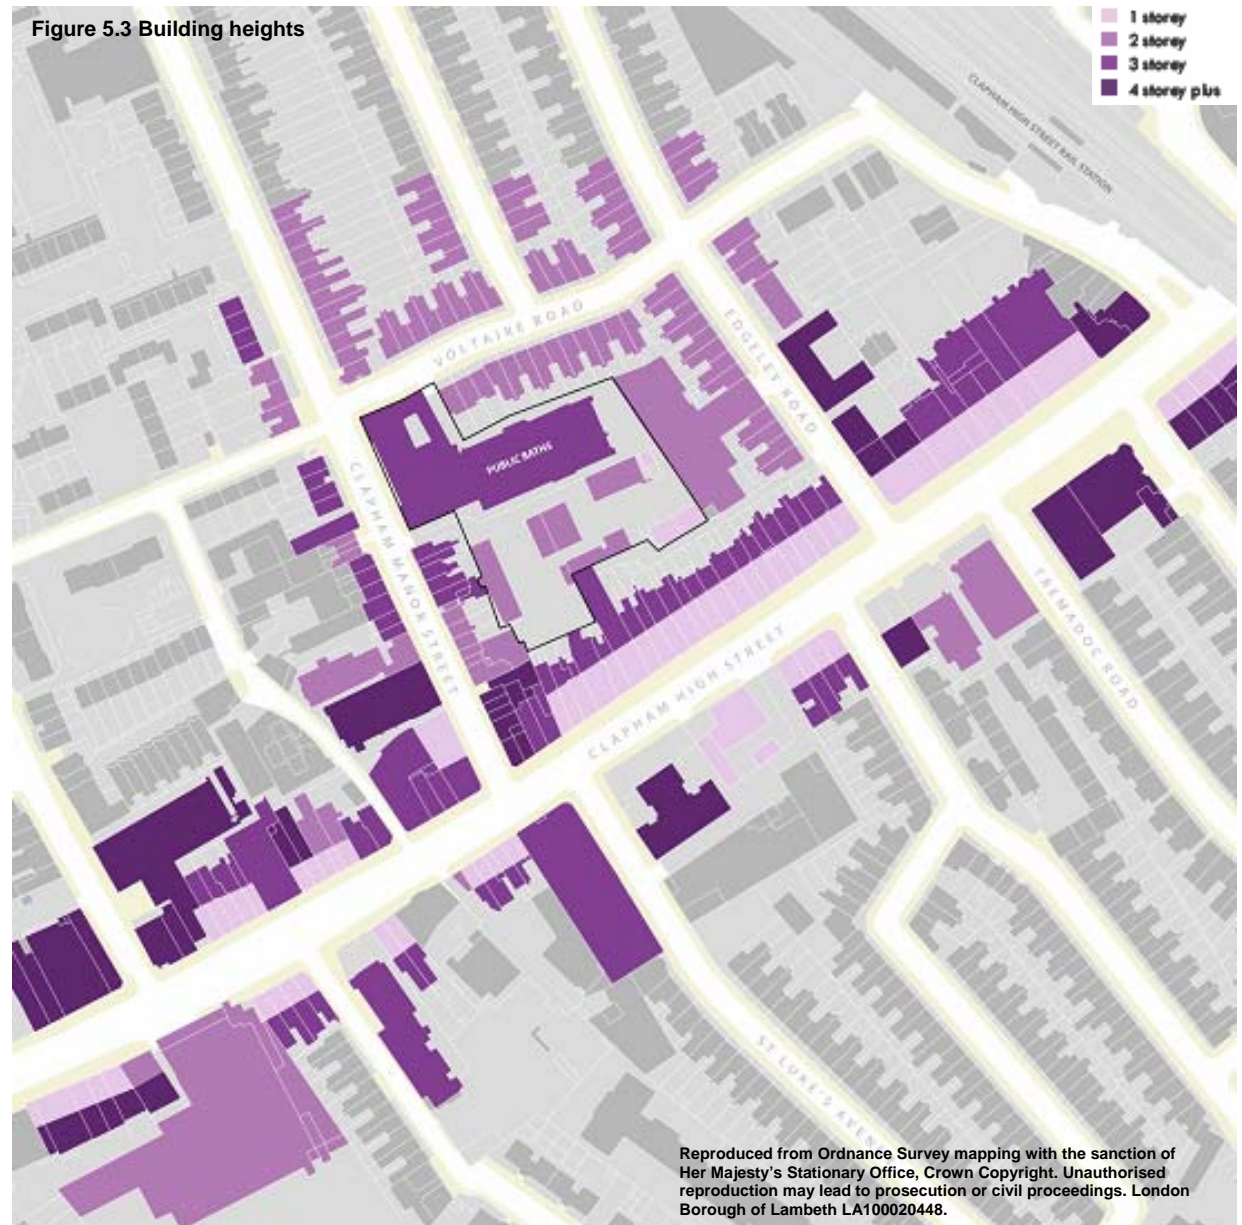 Figure 5.3 Building heights
1 storey
2 storey
3 storey
4 storey plus
CLAPHAM HIGH STREET RAIL STATION
VOLTAIRE ROAD
EDGELEY ROAD
PUBLIC BATHS
CLAPHAM MANOR STREET
CLAPHAM HIGH STREET
TREMADOC ROAD
ST LUKE'S AVENU
Reproduced from Ordnance Survey mapping with the sanction of
Her Majesty's Stationary Office, Crown Copyright. Unauthorised
reproduction may lead to prosecution or civil proceedings. London
Borough of Lambeth LA100020448.